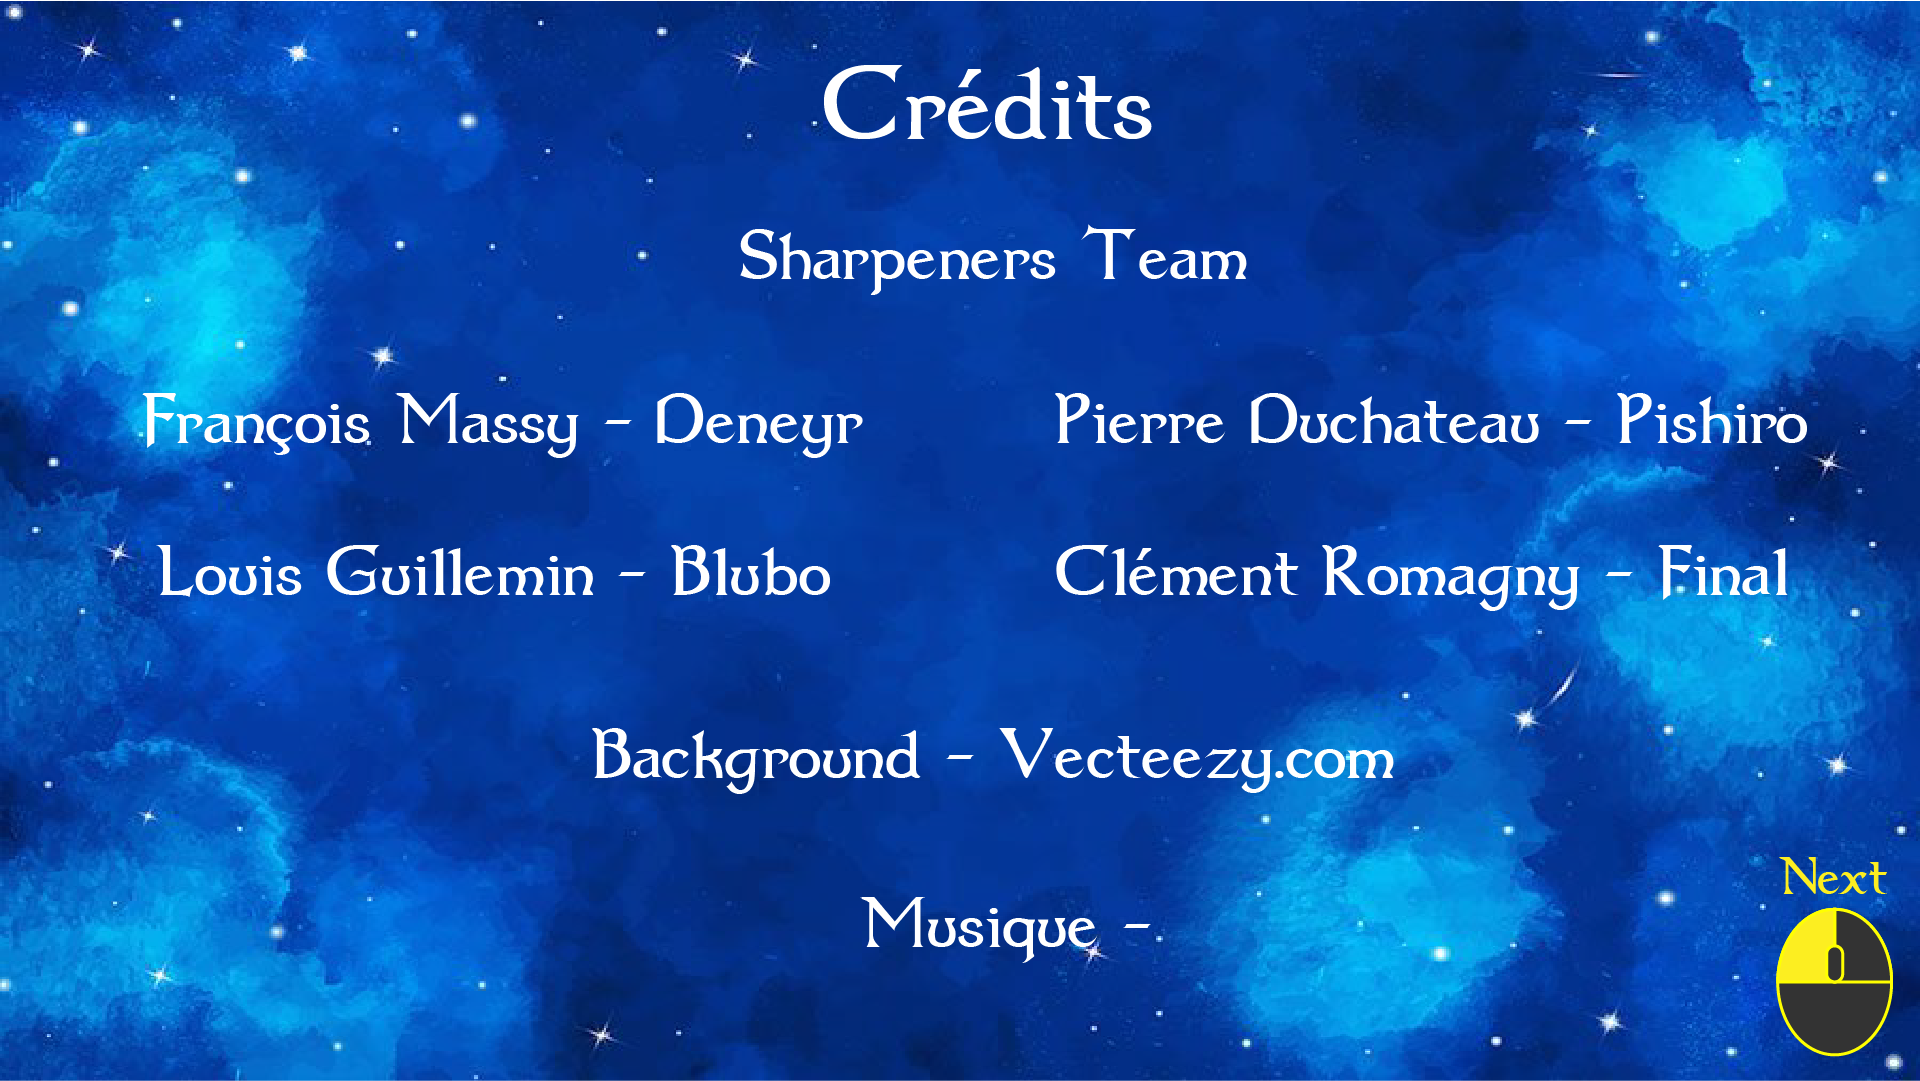 Crédits
Sharpeners Team
François Massy - Deneyr
Pierre Duchateau - Pishiro
Louis Guillemin - Blubo
Clément Romagny - Final
Background - Vecteezy.com
Musique -
Next